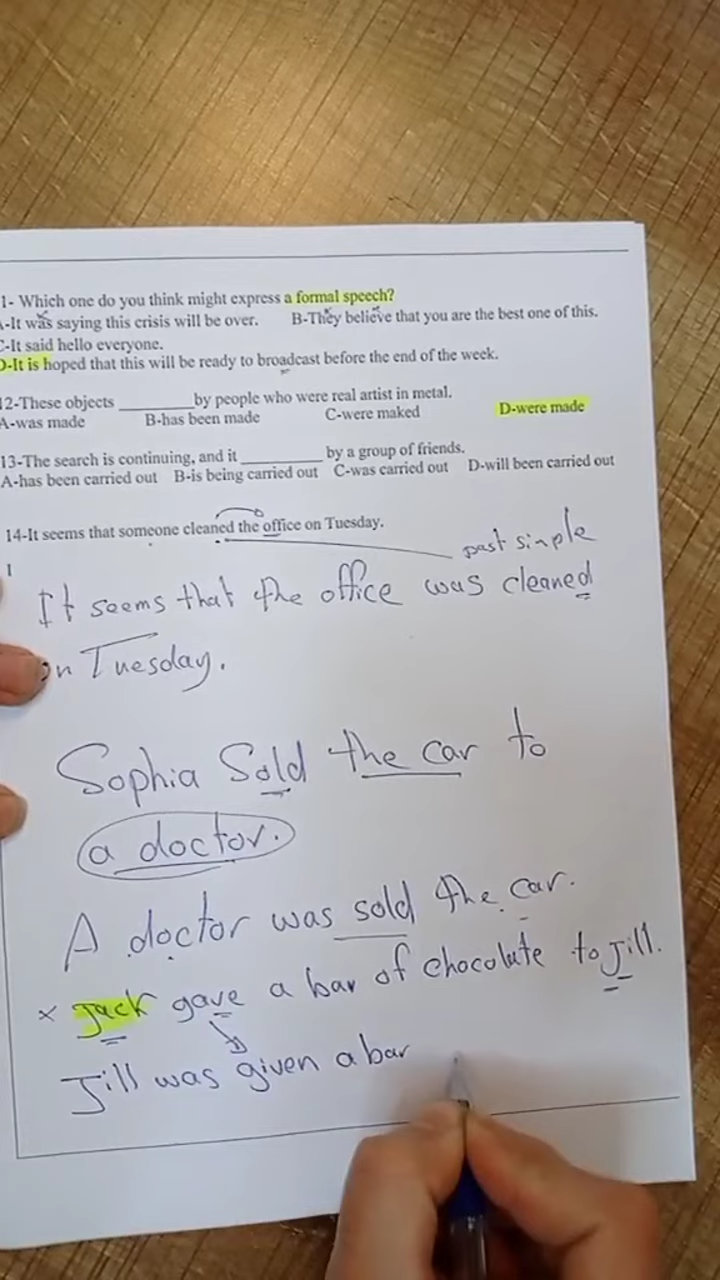 1- Which one do you think might express a formal speech?
-It was saying this crisis will be over. B-They believe that you are the best one of this.
C-It said hello everyone.
D-It is hoped that this will be ready to broadcast before the end of the week.
12-These objects ________by people who were real artist in metal.
A-was made B-has been made C-were maked D-were made
13-The search is continuing, and it _________ by a group of friends.
A-has been carried out B-is being carried out C-was carried out D-will been carried out
14-It seems that someone cleaned the office on Tuesday.
past simple
It seems that the office was cleaned
on Tuesday.
Sophia Sold the car to
a doctor.
A doctor was sold the car.
x Jack gave a bar of chocolate to Jill.
Jill was given a bar